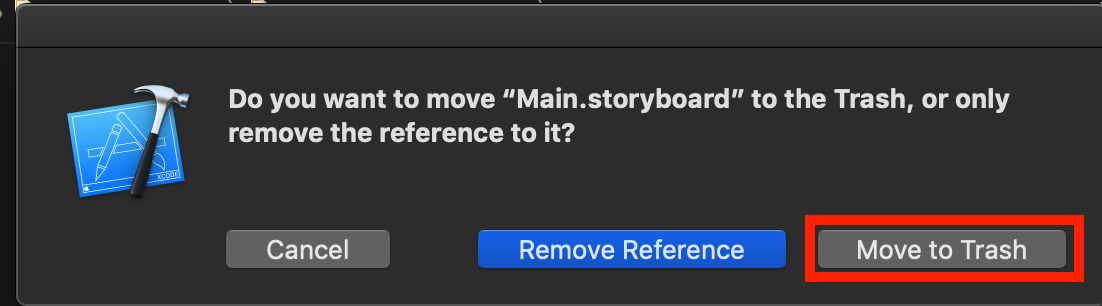 Do you want to move “Main.storyboard” to the Trash, or only
remove the reference to it?
XCODE
Cancel
Remove Reference
Move to Trash